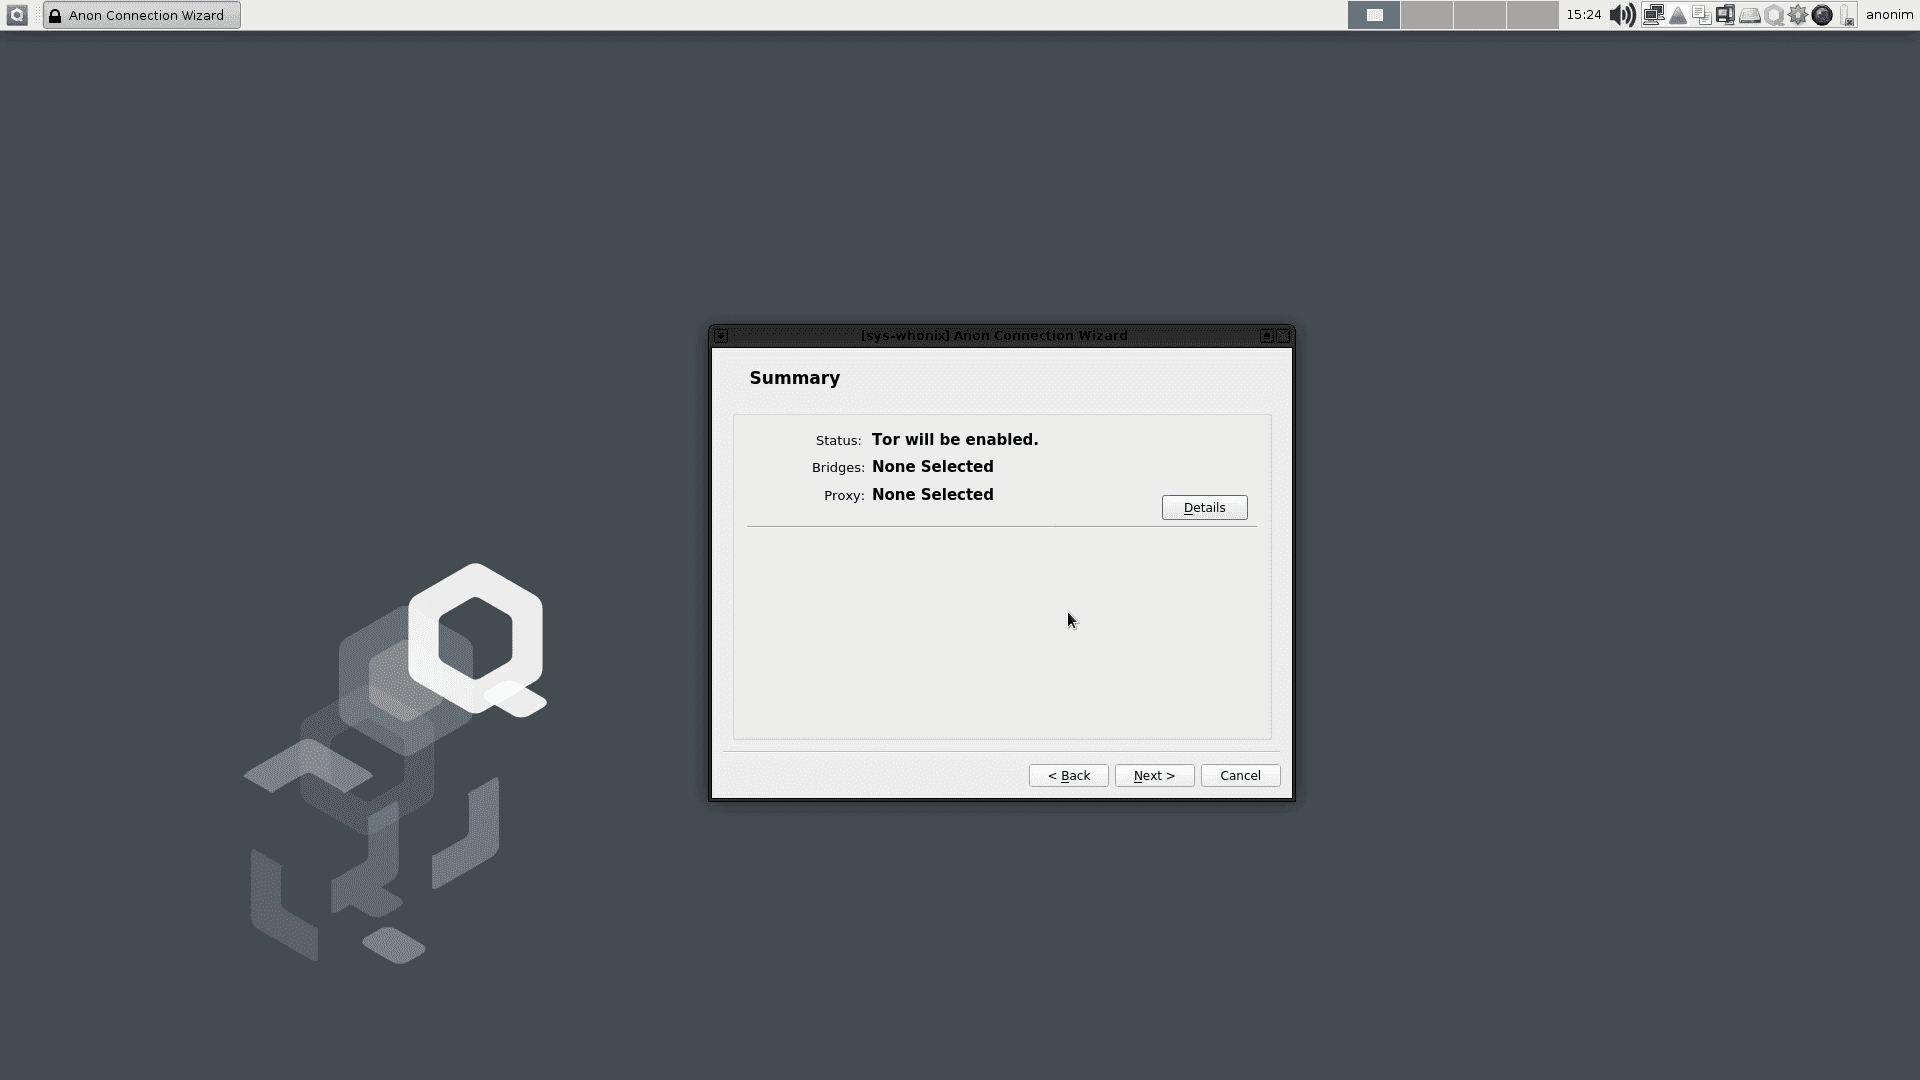 Anon Connection Wizard
15:24
anonim
[sys-whonix] Anon Connection Wizard
Summary
Status: Tor will be enabled.
Bridges: None Selected
Proxy: None Selected
Details
< Back
Next >
Cancel